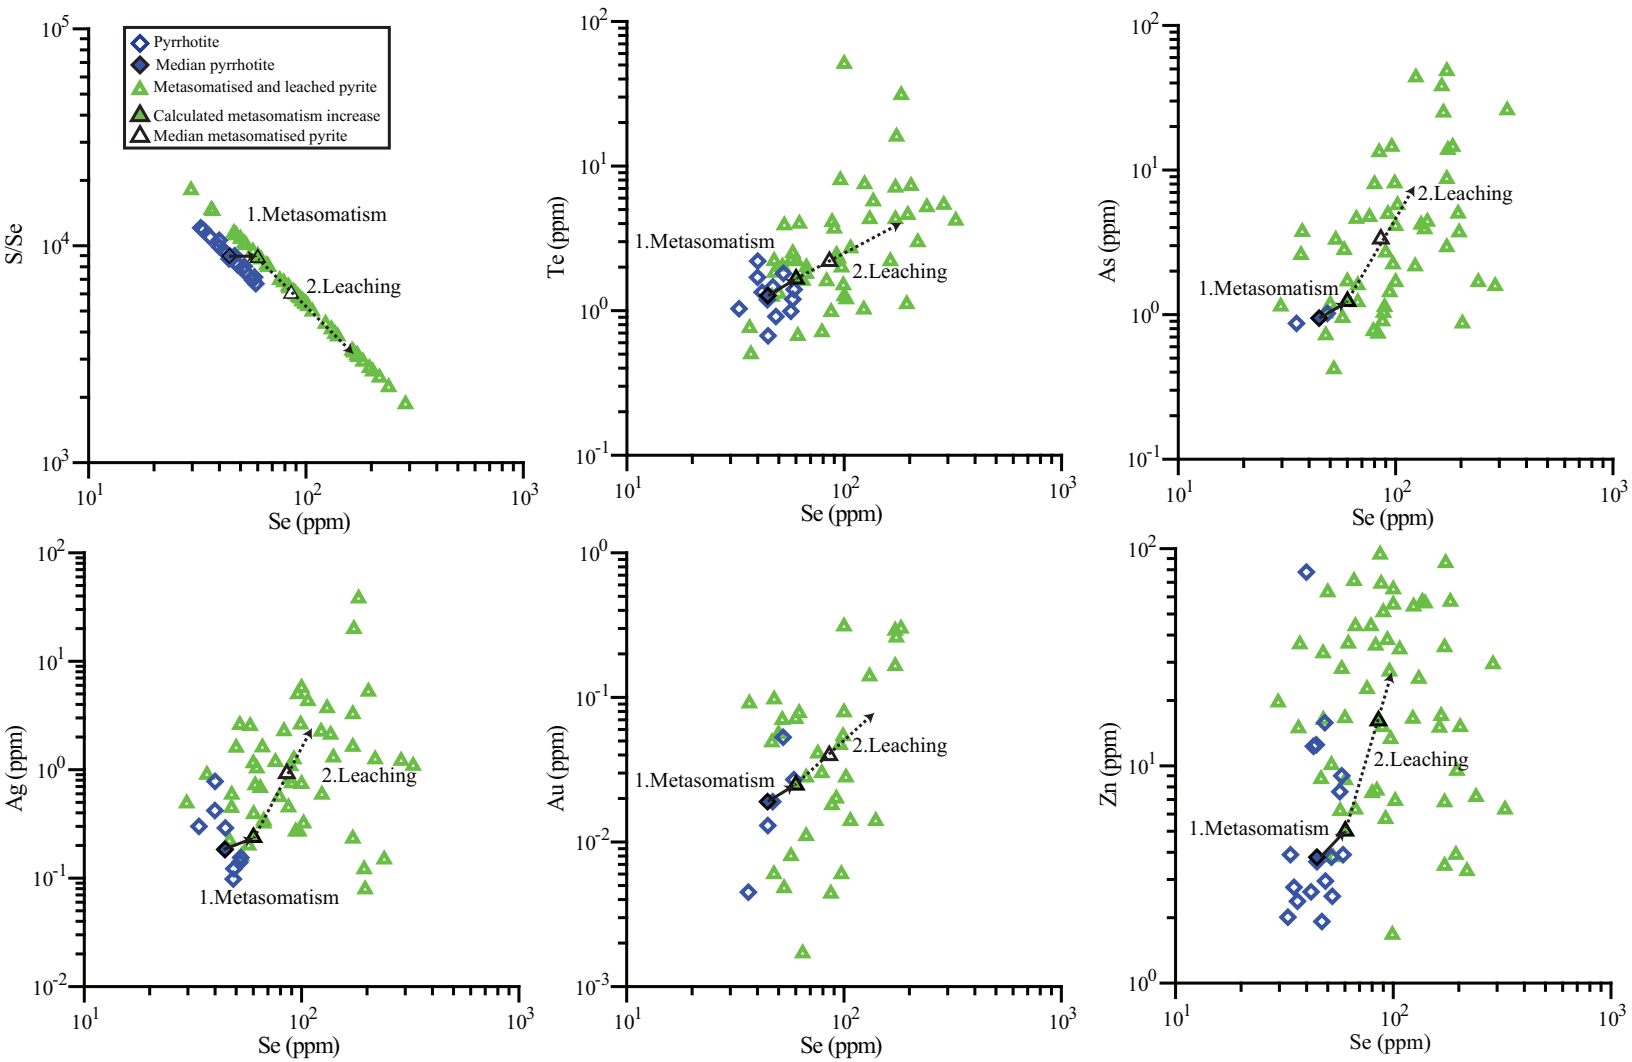 10^5
10^4
10^3
S/Se
Pyrrhotite
Median pyrrhotite
Metasomatised and leached pyrite
Calculated metasomatism increase
Median metasomatised pyrite
1.Metasomatism
2.Leaching
10^1 10^2 10^3
Se (ppm)
10^2
10^1
10^0
10^-1
Te (ppm)
1.Metasomatism
2.Leaching
10^1 10^2 10^3
Se (ppm)
10^2
10^1
10^0
10^-1
As (ppm)
2.Leaching
1.Metasomatism
10^1 10^2 10^3
Se (ppm)
10^2
10^1
10^0
10^-1
10^-2
Ag (ppm)
2.Leaching
1.Metasomatism
10^1 10^2 10^3
Se (ppm)
10^0
10^-1
10^-2
10^-3
Au (ppm)
2.Leaching
1.Metasomatism
10^1 10^2 10^3
Se (ppm)
10^2
10^1
10^0
Zn (ppm)
2.Leaching
1.Metasomatism
10^1 10^2 10^3
Se (ppm)